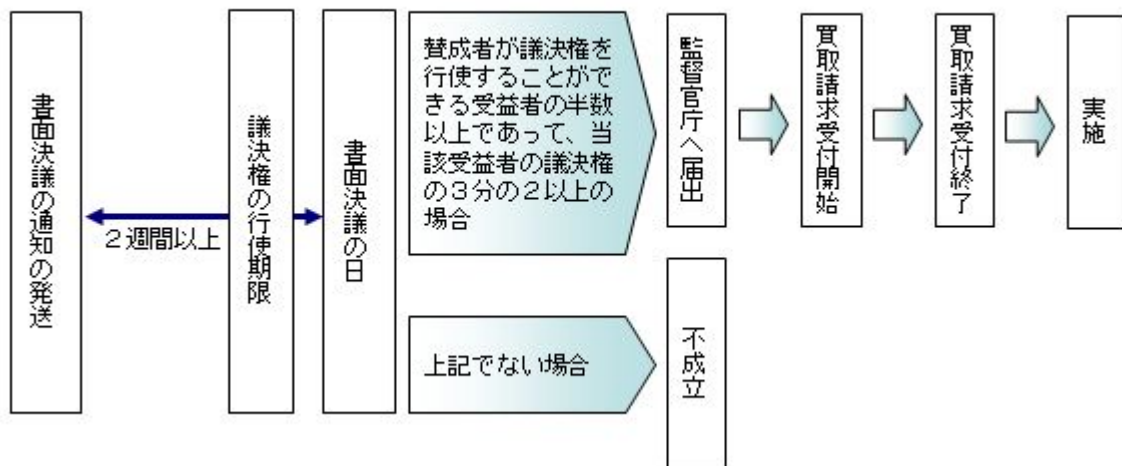 書面決議の通知の発送
2週間以上
議決権の行使期限
書面決議の日
賛成者が議決権を
行使することがで
きる受益者の半数
以上であって、当
該受益者の議決権
の3分の2以上の
場合
監督官庁へ届出
買取請求受付開始
買取請求受付終了
実施
上記でない場合
不成立